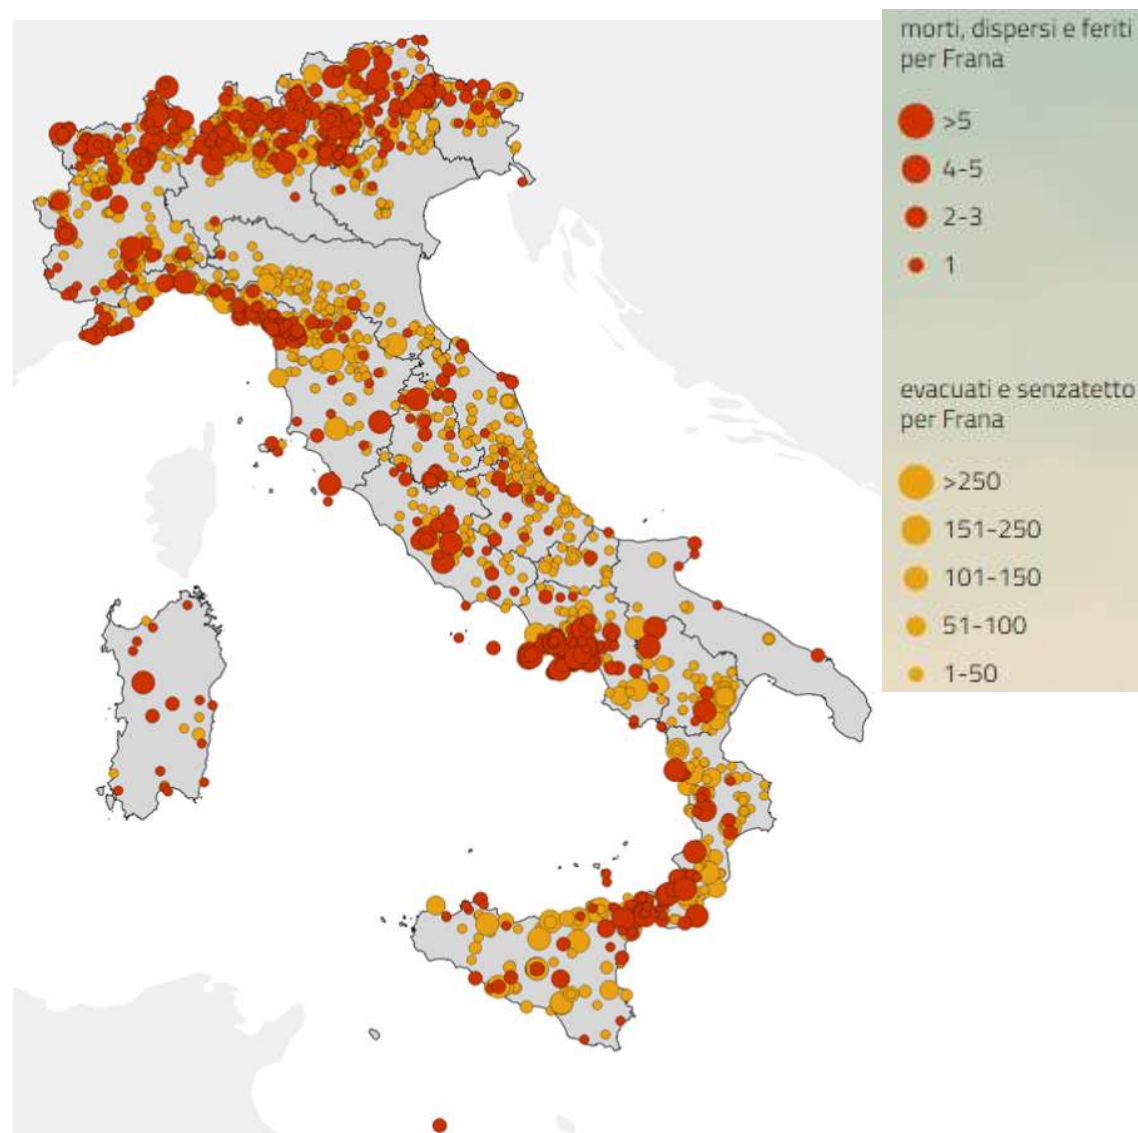 morti, dispersi e feriti
per Frana
>5
4-5
2-3
1
evacuati e senzatetto
per Frana
>250
151-250
101-150
51-100
1-50